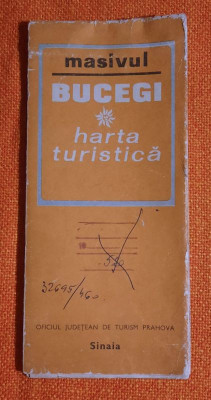 masivul
BUCEGI
harta
turistică
32695/460
OFICIUL JUDEȚEAN DE TURISM PRAHOVA
Sinaia